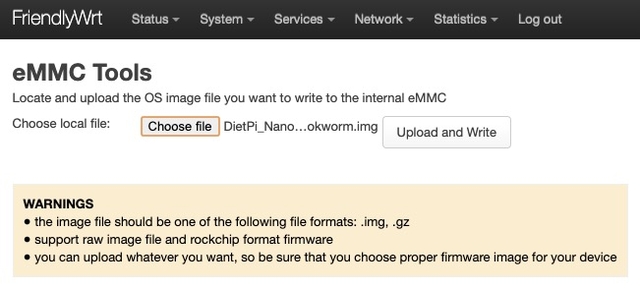 FriendlyWrt Status System Services Network Statistics Log out
eMMC Tools
Locate and upload the OS image file you want to write to the internal eMMC
Choose local file: Choose file DietPi_Nano...okworm.img Upload and Write
WARNINGS
● the image file should be one of the following file formats: .img, .gz
● support raw image file and rockchip format firmware
● you can upload whatever you want, so be sure that you choose proper firmware image for your device